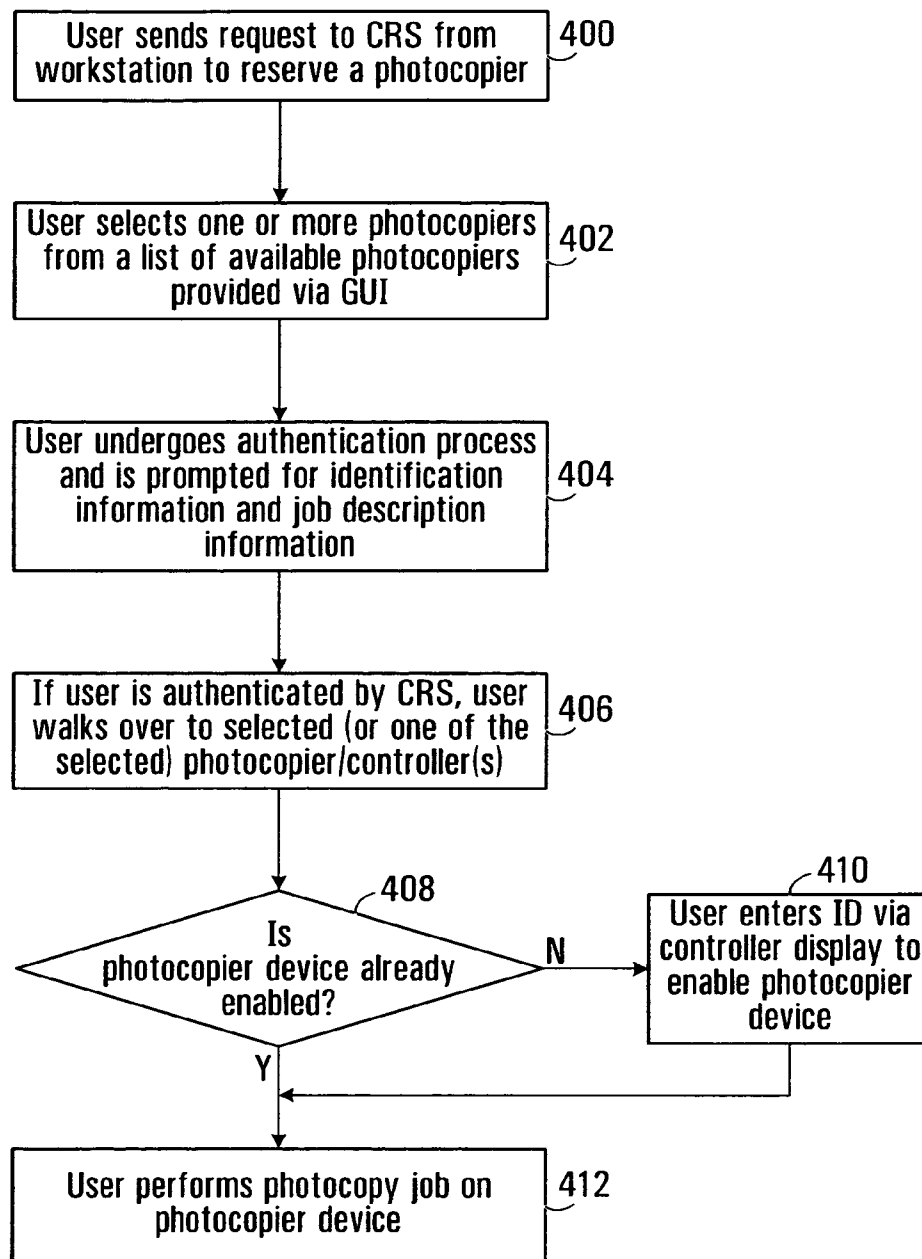 User sends request to CRS from
workstation to reserve a photocopier
400
User selects one or more photocopiers
from a list of available photocopiers
provided via GUI
402
User undergoes authentication process
and is prompted for identification
information and job description
information
404
If user is authenticated by CRS, user
walks over to selected (or one of the
selected) photocopier/controller(s)
406
408
Is
photocopier device already
enabled?
N
Y
410
User enters ID via
controller display to
enable photocopier
device
User performs photocopy job on
photocopier device
412